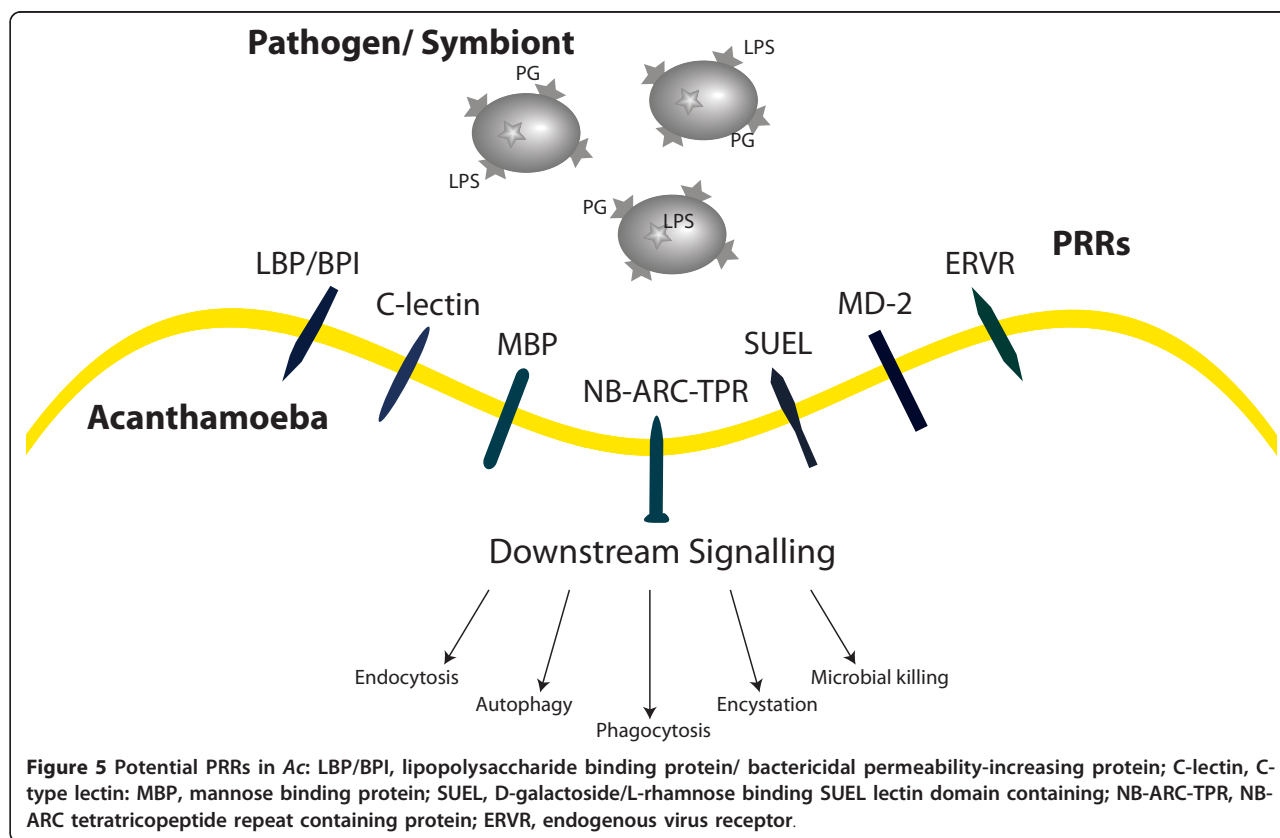 Pathogen/ Symbiont
LPS
PG
PG
LPS
PG
LPS
PRRs
LBP/BPI
ERVR
C-lectin
MD-2
MBP
SUEL
NB-ARC-TPR
Acanthamoeba
Downstream Signalling
Endocytosis
Microbial killing
Autophagy
Encystation
Phagocytosis
Figure 5 Potential PRRs in Ac: LBP/BPI, lipopolysaccharide binding protein/ bactericidal permeability-increasing protein; C-lectin, C-
type lectin: MBP, mannose binding protein; SUEL, D-galactoside/L-rhamnose binding SUEL lectin domain containing; NB-ARC-TPR, NB-
ARC tetratricopeptide repeat containing protein; ERVR, endogenous virus receptor.